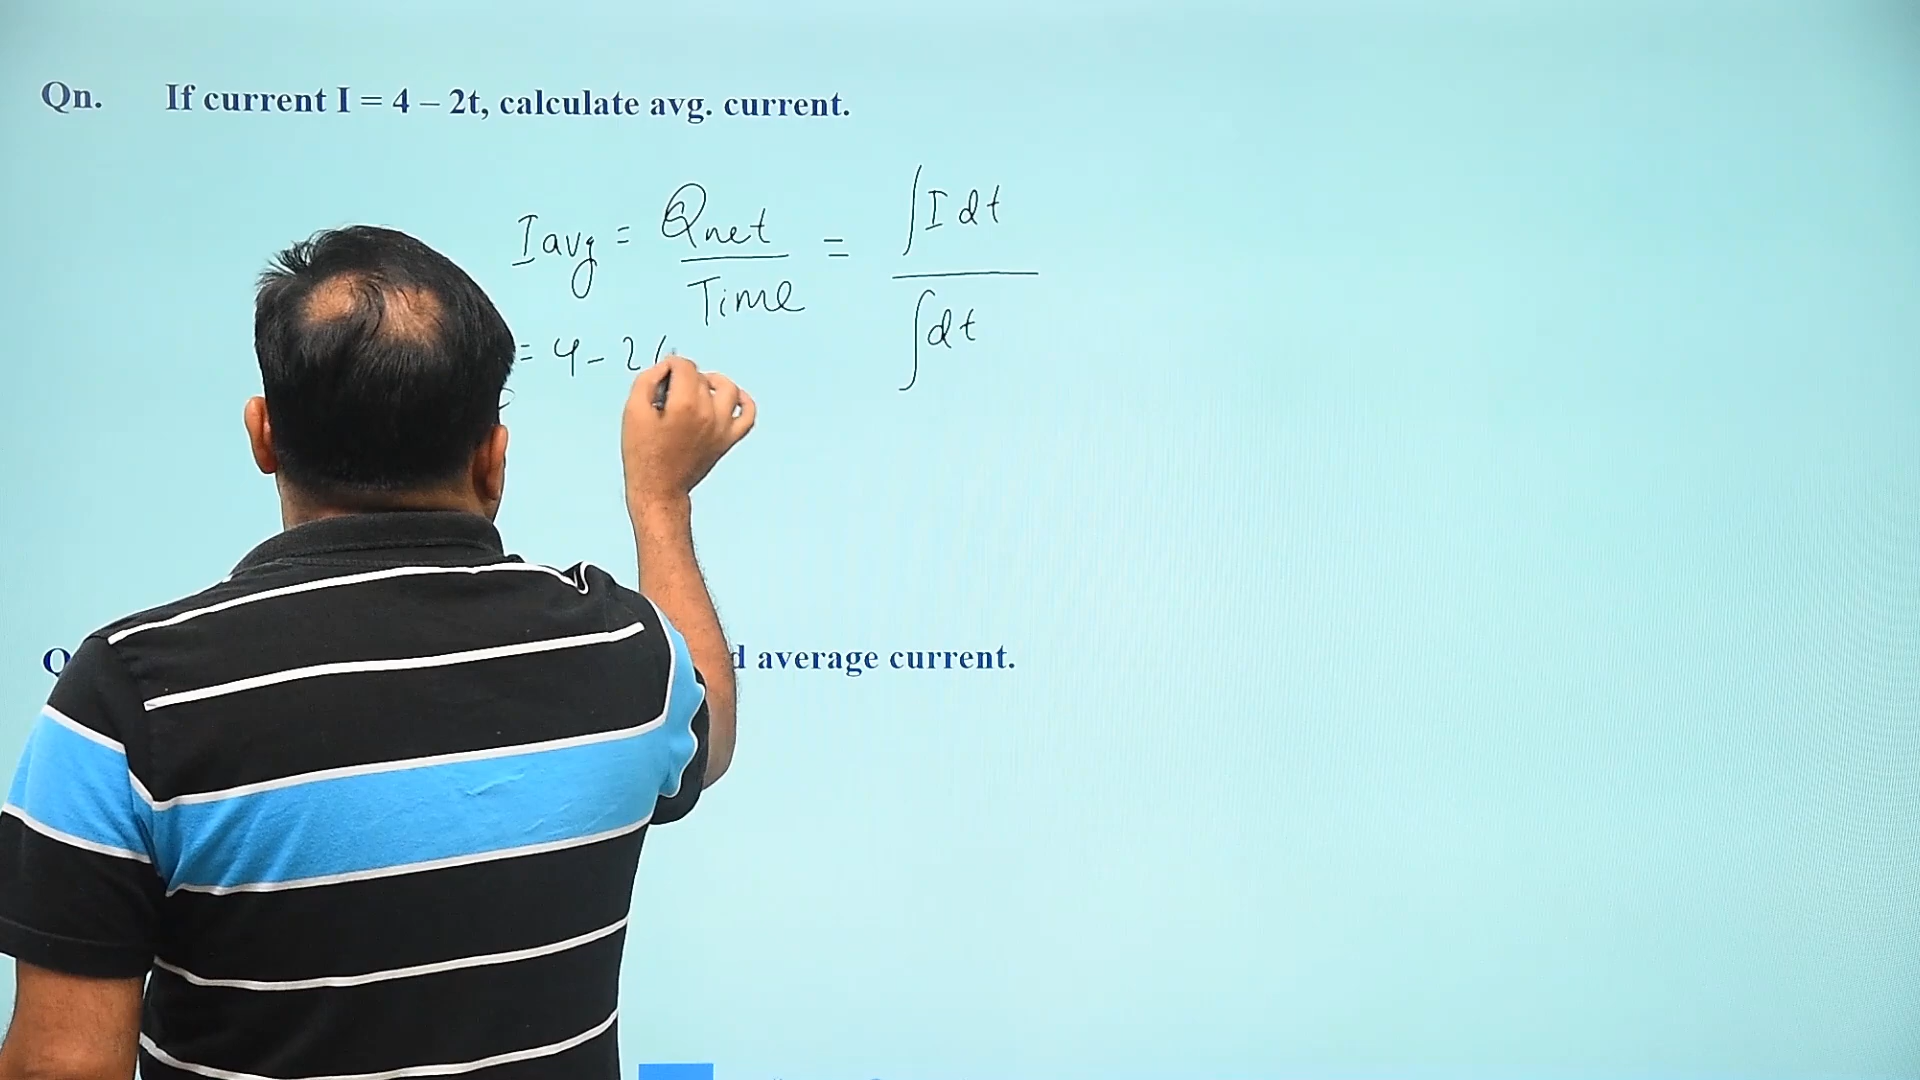 Qn. If current I = 4 – 2t, calculate avg. current.
Iavg = Qnet / Time = ∫I dt / ∫dt
= 4 - 2(
average current.